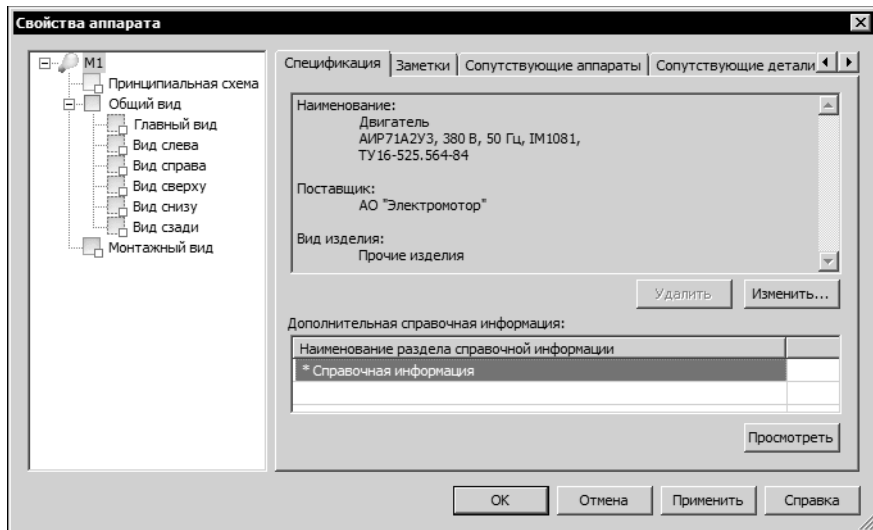 Свойства аппарата
M1
Принципиальная схема
Общий вид
Главный вид
Вид слева
Вид справа
Вид сверху
Вид снизу
Вид сзади
Монтажный вид
Спецификация
Заметки
Сопутствующие аппараты
Сопутствующие детали
Наименование:
Двигатель
АИР71А2У3, 380 В, 50 Гц, IM1081,
ТУ16-525.564-84
Поставщик:
АО "Электромотор"
Вид изделия:
Прочие изделия
Удалить
Изменить...
Дополнительная справочная информация:
Наименование раздела справочной информации
* Справочная информация
Просмотреть
ОК
Отмена
Применить
Справка